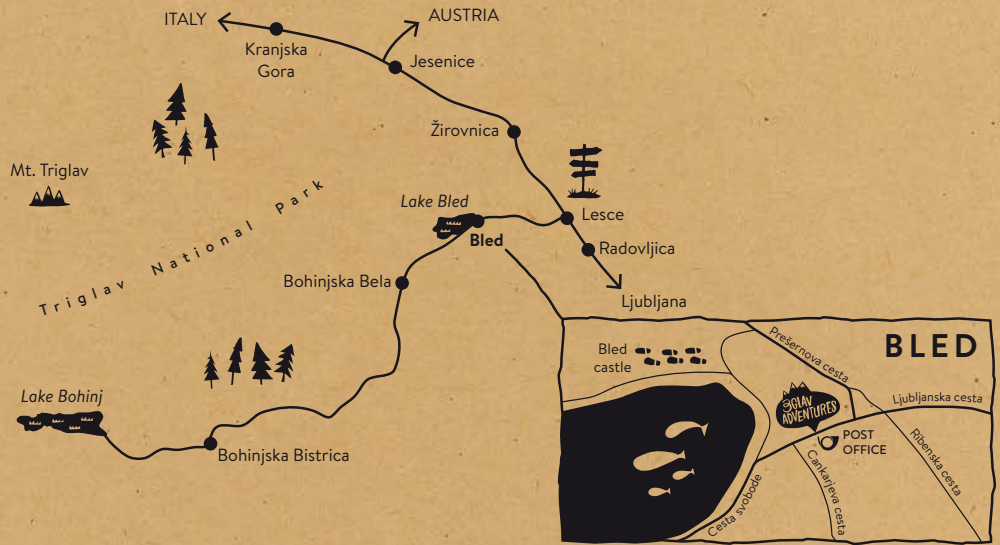 ITALY
AUSTRIA
Kranjska
Gora
Jesenice
Žirovnica
Mt. Triglav
Triglav National Park
Lake Bled
Bled
Lesce
Radovljica
Bohinjska Bela
Ljubljana
Lake Bohinj
Bohinjska Bistrica
BLED
Bled
castle
Prešernova cesta
Ljubljanska cesta
3GLAV
ADVENTURES
POST
OFFICE
Ribenska cesta
Cankarjeva cesta
Cesta svobode